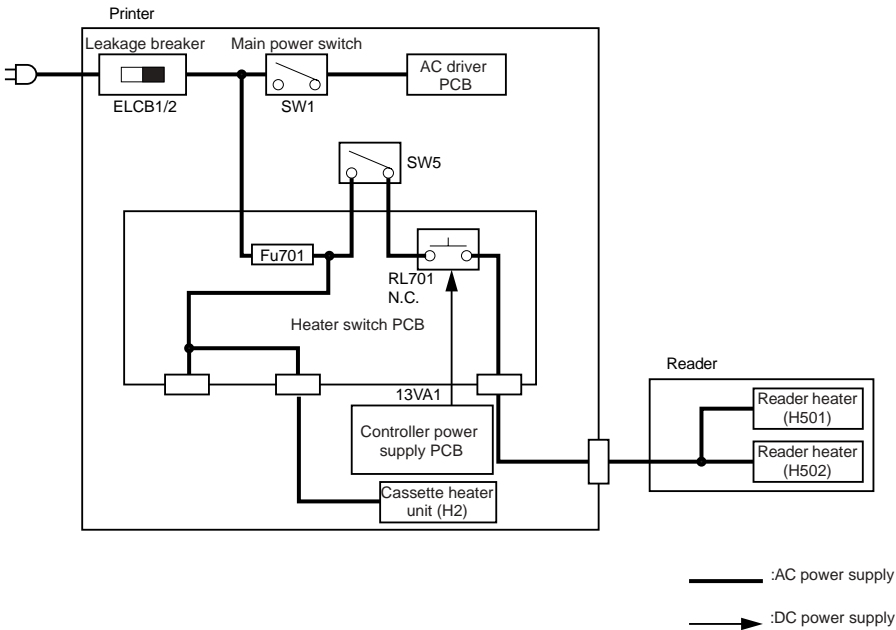 Printer
Leakage breaker
Main power switch
AC driver
PCB
ELCB1/2
SW1
SW5
Fu701
RL701
N.C.
Heater switch PCB
13VA1
Controller power
supply PCB
Cassette heater
unit (H2)
Reader
Reader heater
(H501)
Reader heater
(H502)
:AC power supply
:DC power supply